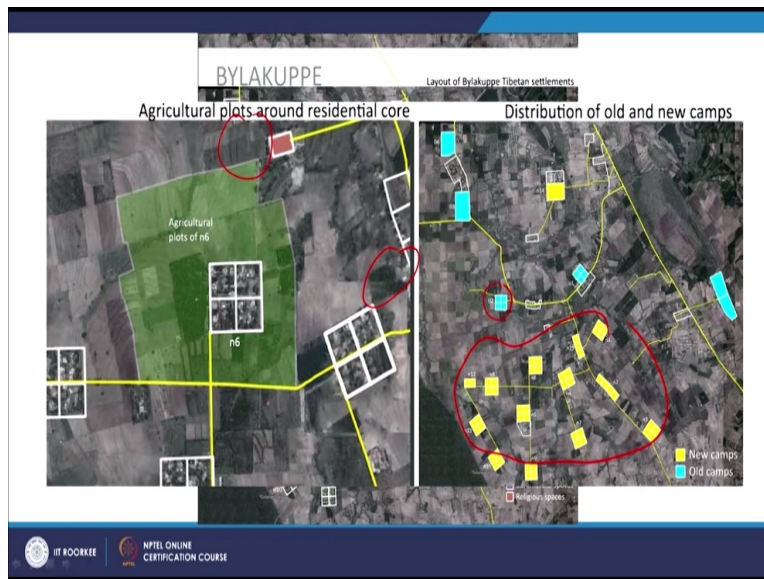 BYLAKUPPE
Layout of Bylakuppe Tibetan settlements
Agricultural plots around residential core
Distribution of old and new camps
Agricultural
plots of n6
n6
New camps
Old camps
Religious spaces
IIT ROORKEE
NPTEL ONLINE
CERTIFICATION COURSE
NPTEL